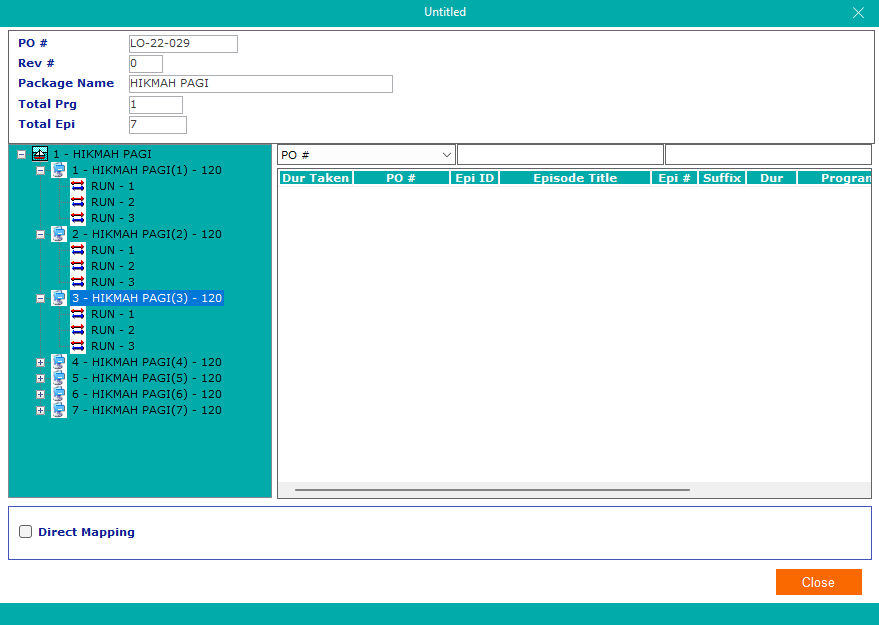 Untitled
PO # LO-22-029
Rev # 0
Package Name HIKMAH PAGI
Total Prg 1
Total Epi 7
1 - HIKMAH PAGI
1 - HIKMAH PAGI(1) - 120
RUN - 1
RUN - 2
RUN - 3
2 - HIKMAH PAGI(2) - 120
RUN - 1
RUN - 2
RUN - 3
3 - HIKMAH PAGI(3) - 120
RUN - 1
RUN - 2
RUN - 3
4 - HIKMAH PAGI(4) - 120
5 - HIKMAH PAGI(5) - 120
6 - HIKMAH PAGI(6) - 120
7 - HIKMAH PAGI(7) - 120
PO #
Dur Taken PO # Epi ID Episode Title Epi # Suffix Dur Program
Direct Mapping
Close